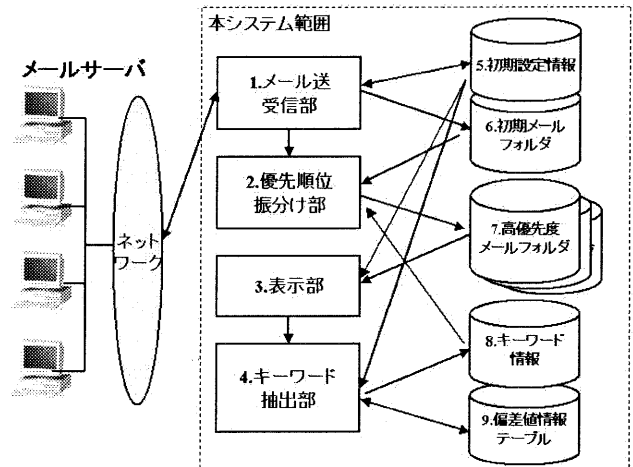 本システム範囲
メールサーバ
ネット
ワーク
1.メール送
受信部
2.優先順位
振分け部
3.表示部
4.キーワード
抽出部
5.初期設定情報
6.初期メール
フォルダ
7.高優先度
メールフォルダ
8.キーワード
情報
9.偏差値情報
テーブル